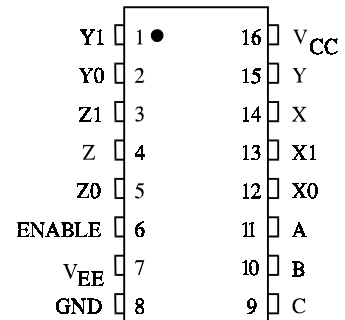 Y1 1 16 VCC
Y0 2 15 Y
Z1 3 14 X
Z 4 13 X1
Z0 5 12 X0
ENABLE 6 11 A
VEE 7 10 B
GND 8 9 C